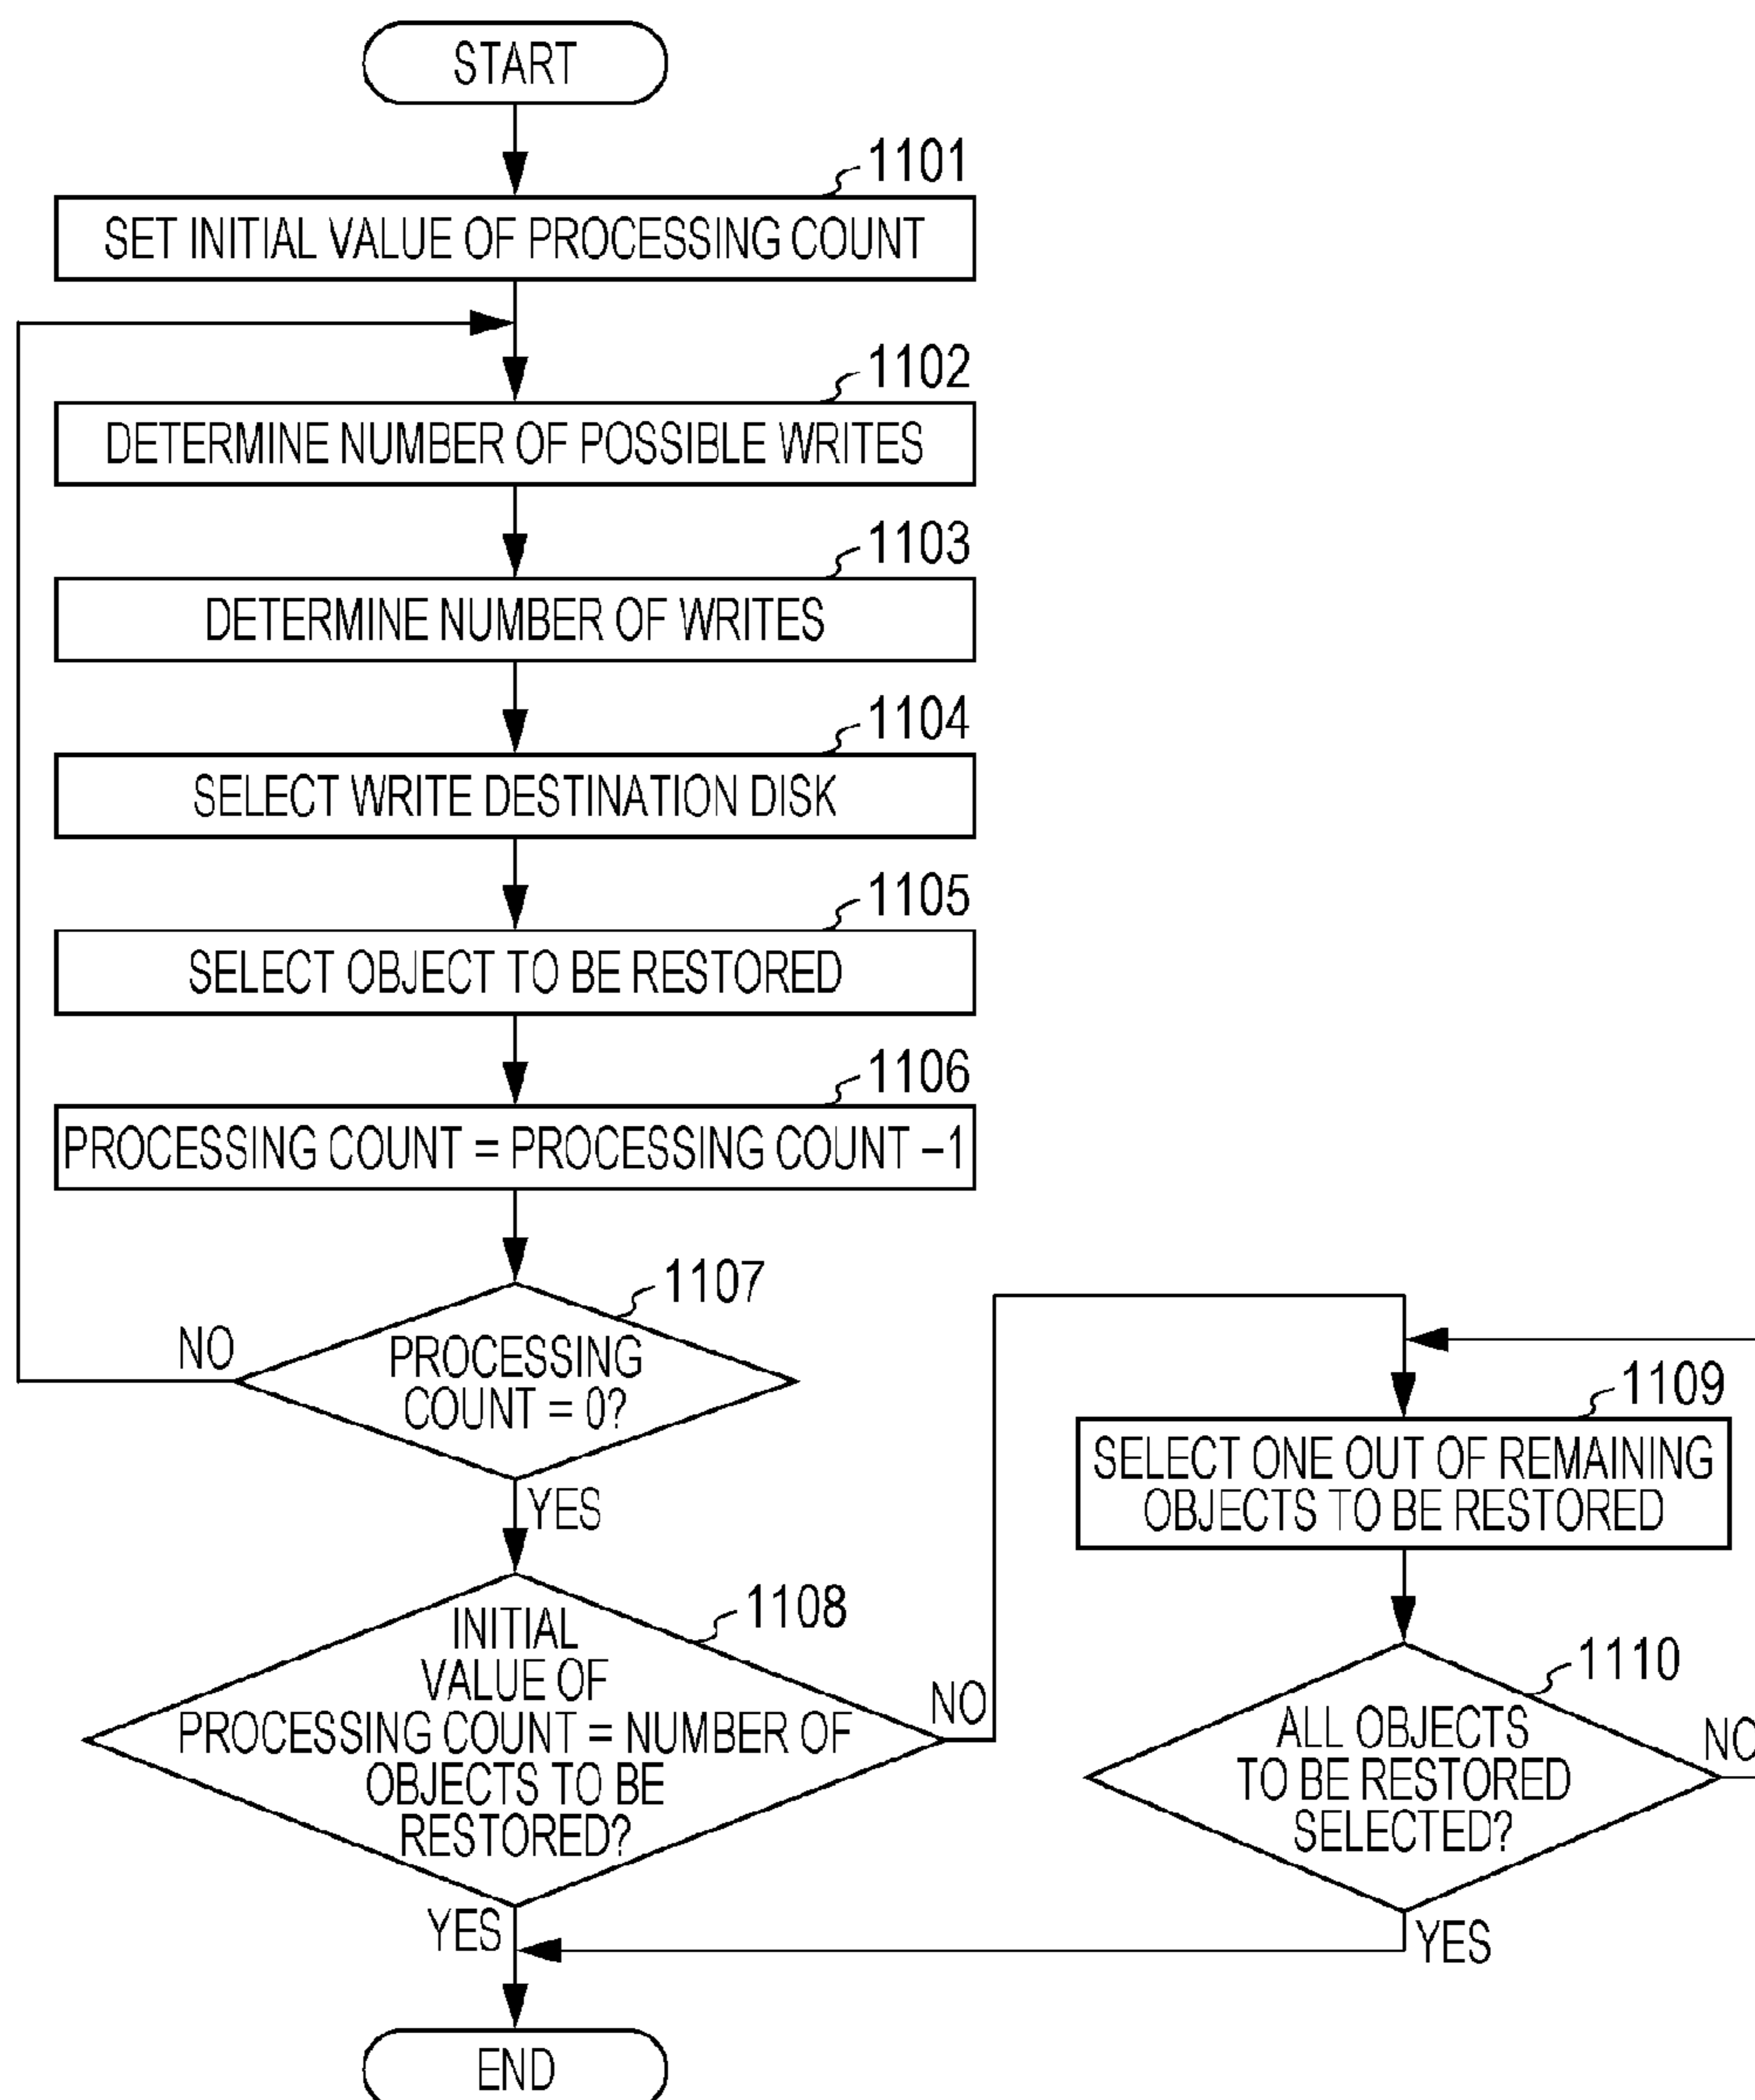 START
1101
SET INITIAL VALUE OF PROCESSING COUNT
1102
DETERMINE NUMBER OF POSSIBLE WRITES
1103
DETERMINE NUMBER OF WRITES
1104
SELECT WRITE DESTINATION DISK
1105
SELECT OBJECT TO BE RESTORED
1106
PROCESSING COUNT = PROCESSING COUNT –1
1107
PROCESSING
COUNT = 0?
NO
YES
1108
INITIAL
VALUE OF
PROCESSING COUNT = NUMBER OF
OBJECTS TO BE
RESTORED?
NO
YES
1109
SELECT ONE OUT OF REMAINING
OBJECTS TO BE RESTORED
1110
ALL OBJECTS
TO BE RESTORED
SELECTED?
NO
YES
END